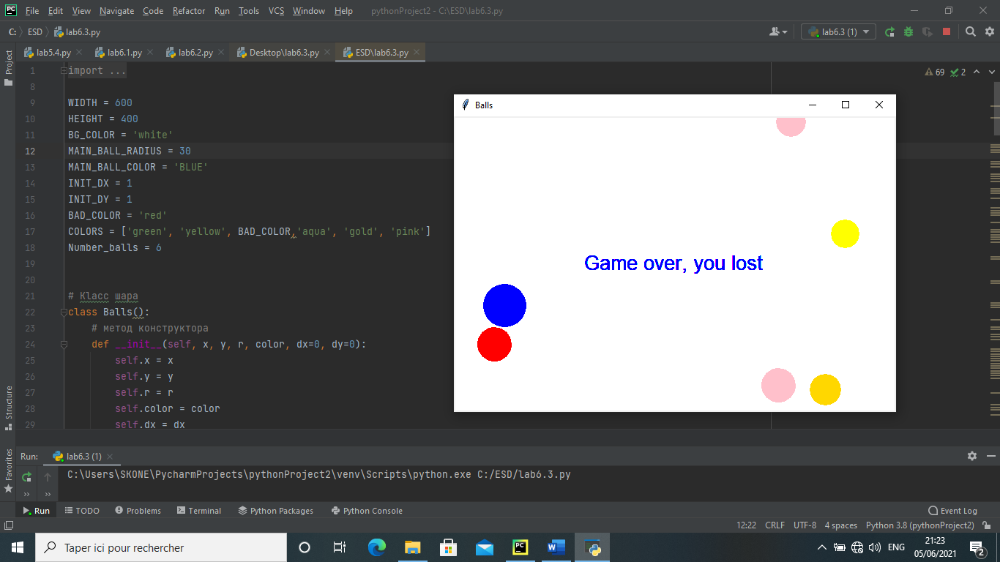 File Edit View Navigate Code Refactor Run Tools VCS Window Help pythonProject2 - C:\ESD\lab6.3.py
C: ESD lab6.3.py lab6.3 (1)
lab5.4.py lab6.1.py lab6.2.py Desktop\lab6.3.py ESD\lab6.3.py
Project
1 import ...
69 2
8
9 WIDTH = 600
10 HEIGHT = 400
11 BG_COLOR = 'white'
12 MAIN_BALL_RADIUS = 30
13 MAIN_BALL_COLOR = 'BLUE'
14 INIT_DX = 1
15 INIT_DY = 1
16 BAD_COLOR = 'red'
17 COLORS = ['green', 'yellow', BAD_COLOR,'aqua', 'gold', 'pink']
18 Number_balls = 6
19
20
21 # Класс шара
22 class Balls():
23 # метод конструктора
24 def __init__(self, x, y, r, color, dx=0, dy=0):
25 self.x = x
26 self.y = y
27 self.r = r
28 self.color = color
29 self.dx = dx
Balls
Game over, you lost
Structure
Favorites
Run: lab6.3 (1)
C:\Users\SKONE\PycharmProjects\pythonProject2\venv\Scripts\python.exe C:/ESD/lab6.3.py
Run TODO Problems Terminal Python Packages Python Console Event Log
12:22 CRLF UTF-8 4 spaces Python 3.8 (pythonProject2)
Taper ici pour rechercher
ENG
21:23
05/06/2021
2